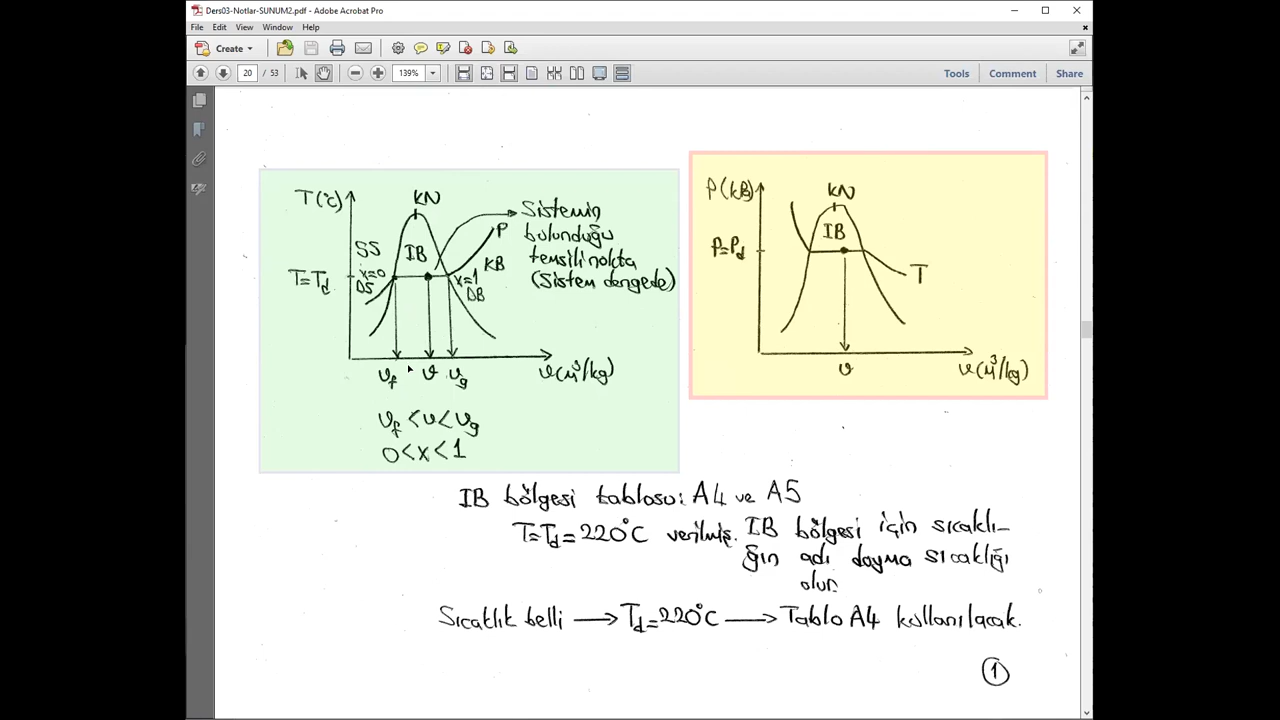 Ders03-Notlar-SUNUM2.pdf - Adobe Acrobat Pro
File Edit View Window Help
Create
20 / 53 139% Tools Comment Share
T(°C)
KN
SS
IB
P
KB
x=0
DS
x=1
DB
T=Td
Sistemin
bulunduğu
temsili nokta
(Sistem dengede)
vf v vg
v(m³/kg)
vf < v < vg
0 < x < 1
P(kB)
KN
IB
P=Pd
T
v
v(m³/kg)
IB bölgesi tablosu: A4 ve A5
T=Td=220°C verilmiş. IB bölgesi için sıcaklı-
ğın adı doyma sıcaklığı
olur.
Sıcaklık belli → Td=220°C → Tablo A4 kullanılacak.
1